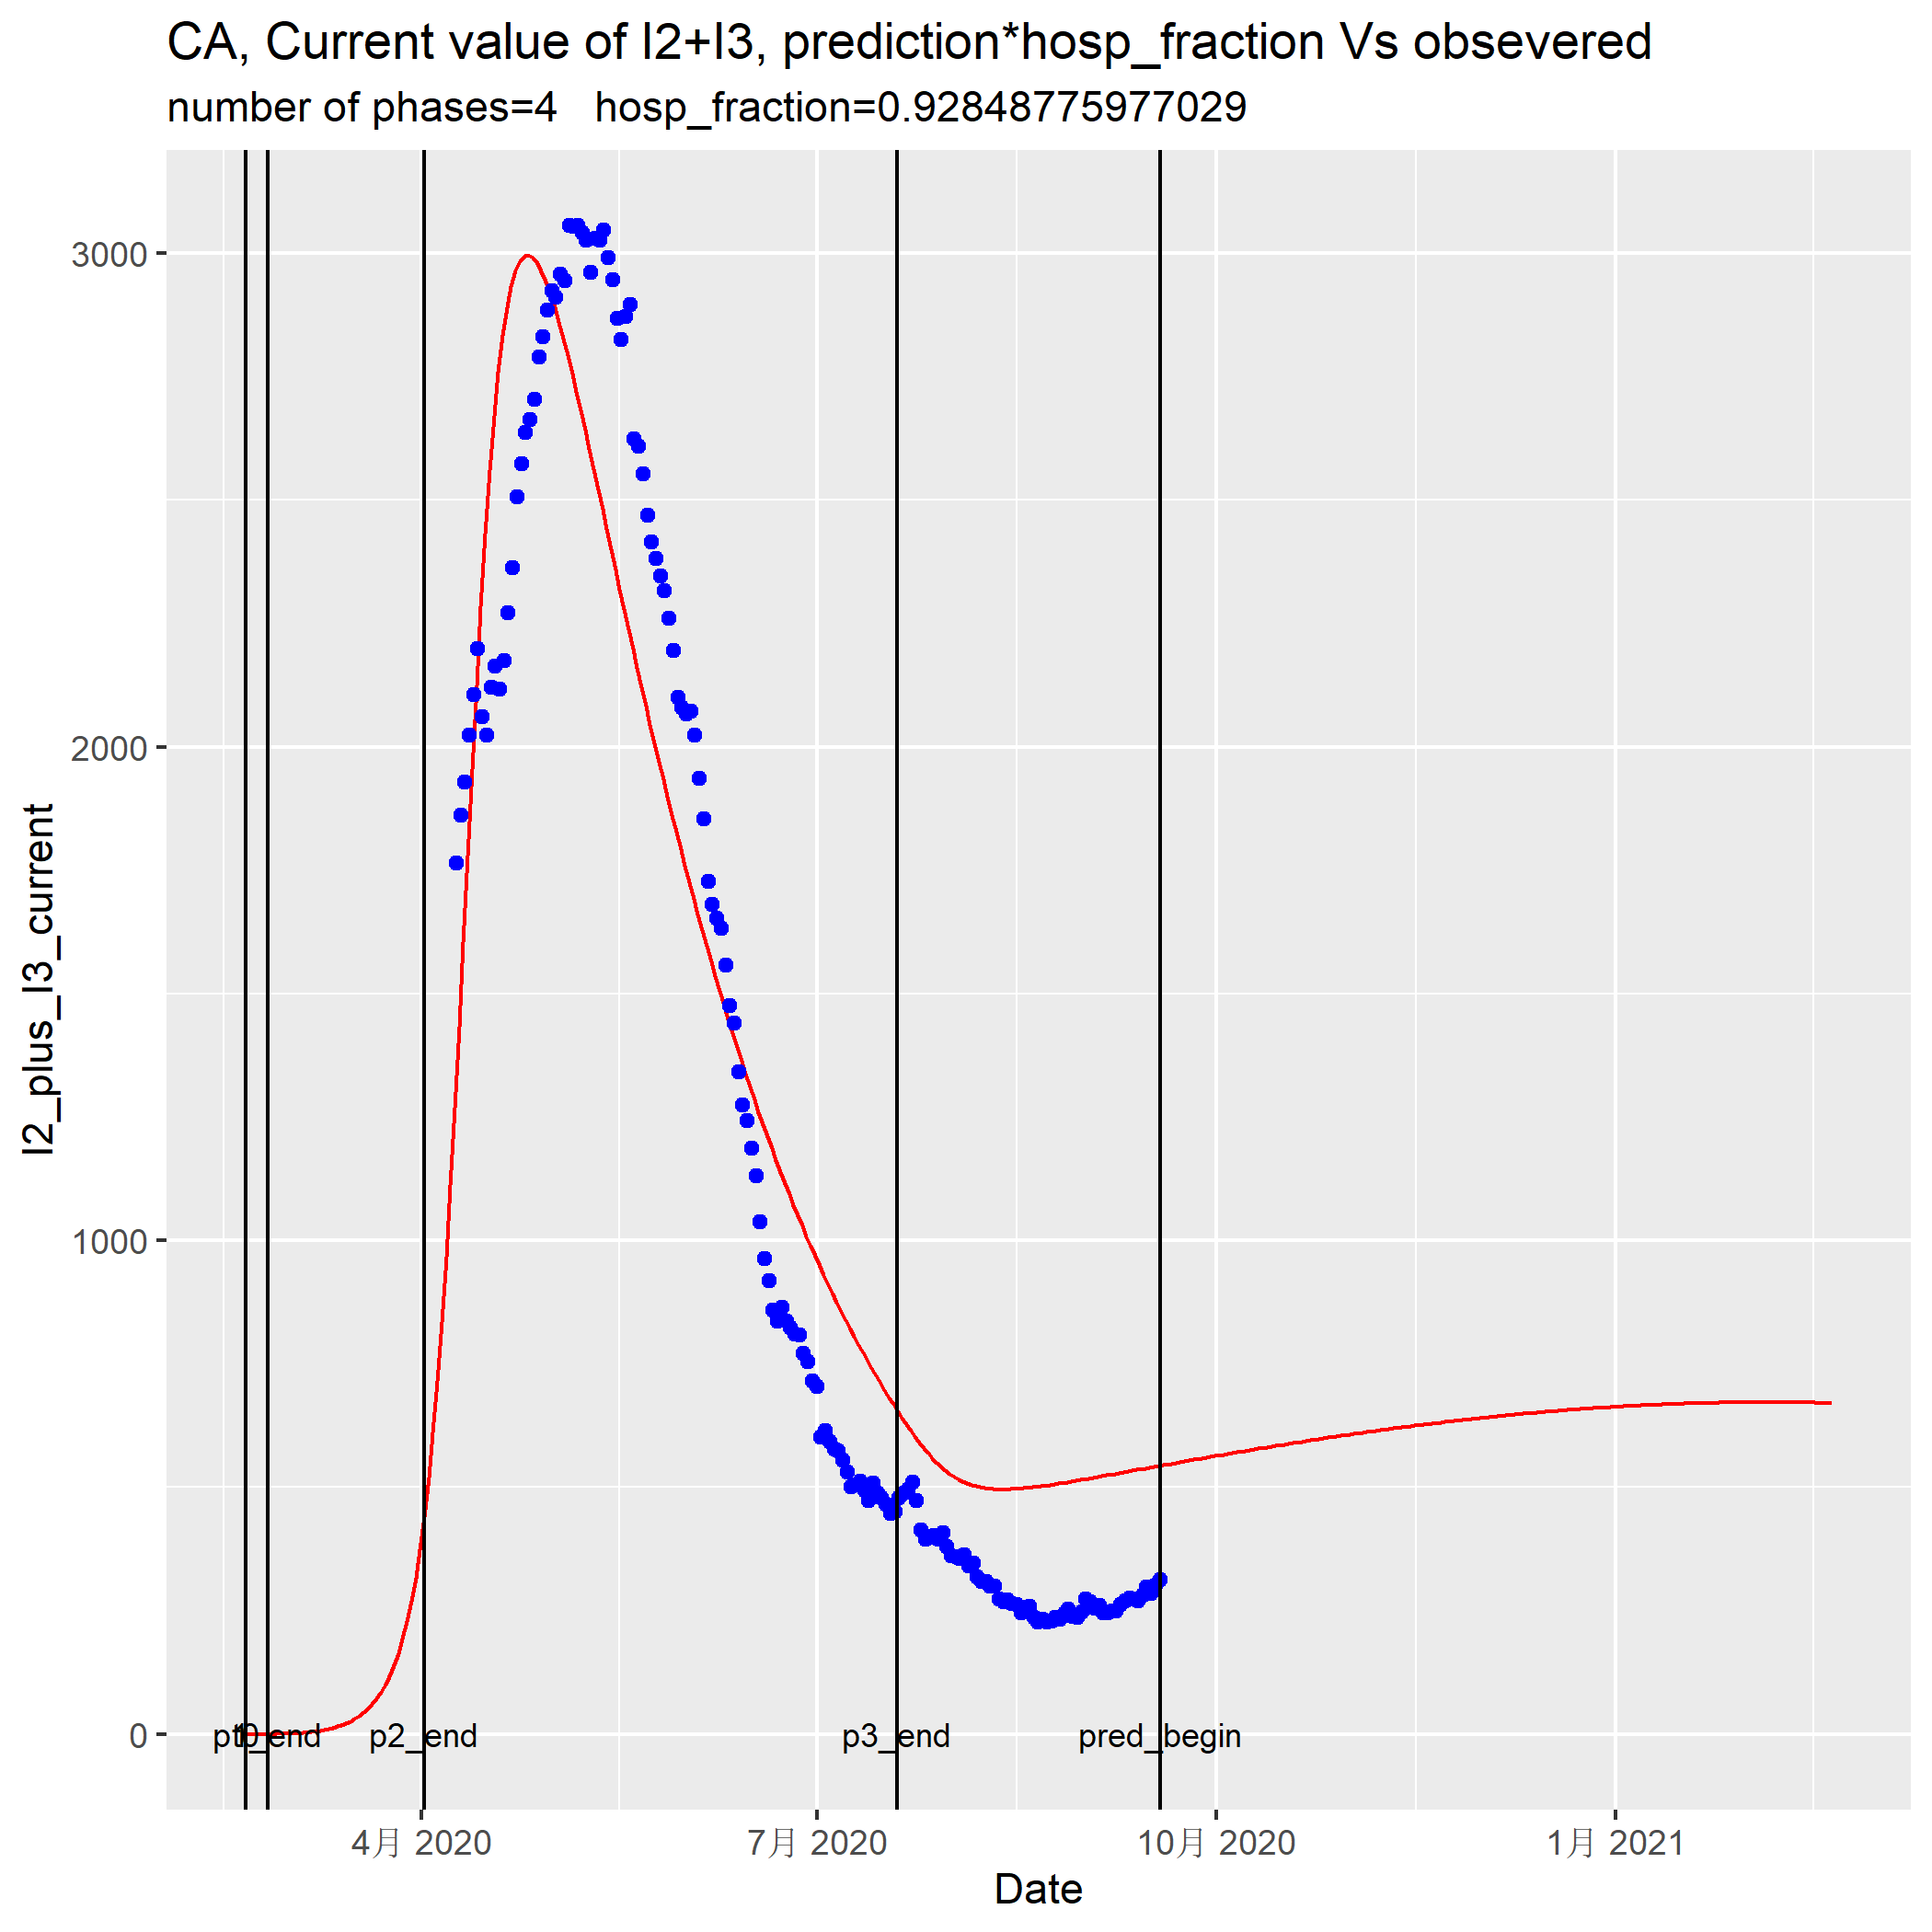 CA, Current value of I2+I3, prediction*hosp_fraction Vs obsevered
number of phases=4 hosp_fraction=0.92848775977029
I2_plus_I3_current
3000
2000
1000
0
p2_end
p3_end
pred_begin
4月 2020
7月 2020
10月 2020
1月 2021
Date